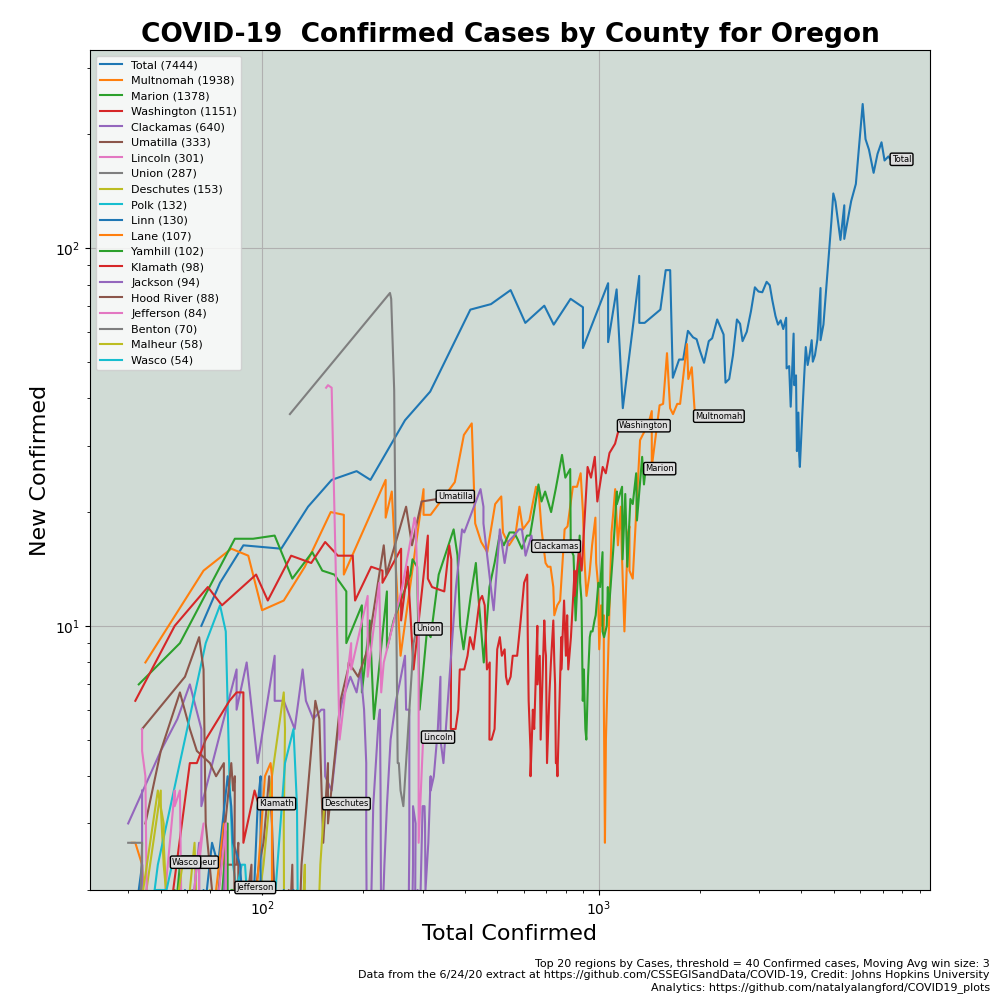 COVID-19  Confirmed Cases by County for Oregon
Total (7444)
Multnomah (1938)
Marion (1378)
Washington (1151)
Clackamas (640)
Umatilla (333)
Lincoln (301)
Union (287)
Deschutes (153)
Polk (132)
Linn (130)
Lane (107)
Yamhill (102)
Klamath (98)
Jackson (94)
Hood River (88)
Jefferson (84)
Benton (70)
Malheur (58)
Wasco (54)
Total
Multnomah
Washington
Marion
Umatilla
Clackamas
Union
Lincoln
Klamath
Deschutes
Wasco
eur
Jefferson
New Confirmed
10²
10¹
10² 10³
Total Confirmed
Top 20 regions by Cases, threshold = 40 Confirmed cases, Moving Avg win size: 3
Data from the 6/24/20 extract at https://github.com/CSSEGISandData/COVID-19, Credit: Johns Hopkins University
Analytics: https://github.com/natalyalangford/COVID19_plots